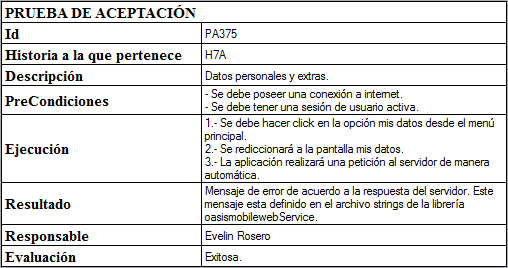 PRUEBA DE ACEPTACIÓN
Id PA375
Historia a la que pertenece H7A
Descripción Datos personales y extras.
PreCondiciones - Se debe poseer una conexión a internet.
- Se debe tener una sesión de usuario activa.
Ejecución 1.- Se debe hacer click en la opción mis datos desde el menú
principal.
2.- Se rediccionará a la pantalla mis datos.
3.- La aplicación realizará una petición al servidor de manera
automática.
Resultado Mensaje de error de acuerdo a la respuesta del servidor. Este
mensaje esta definido en el archivo strings de la librería
oasismobilewebService.
Responsable Evelin Rosero
Evaluación Exitosa.